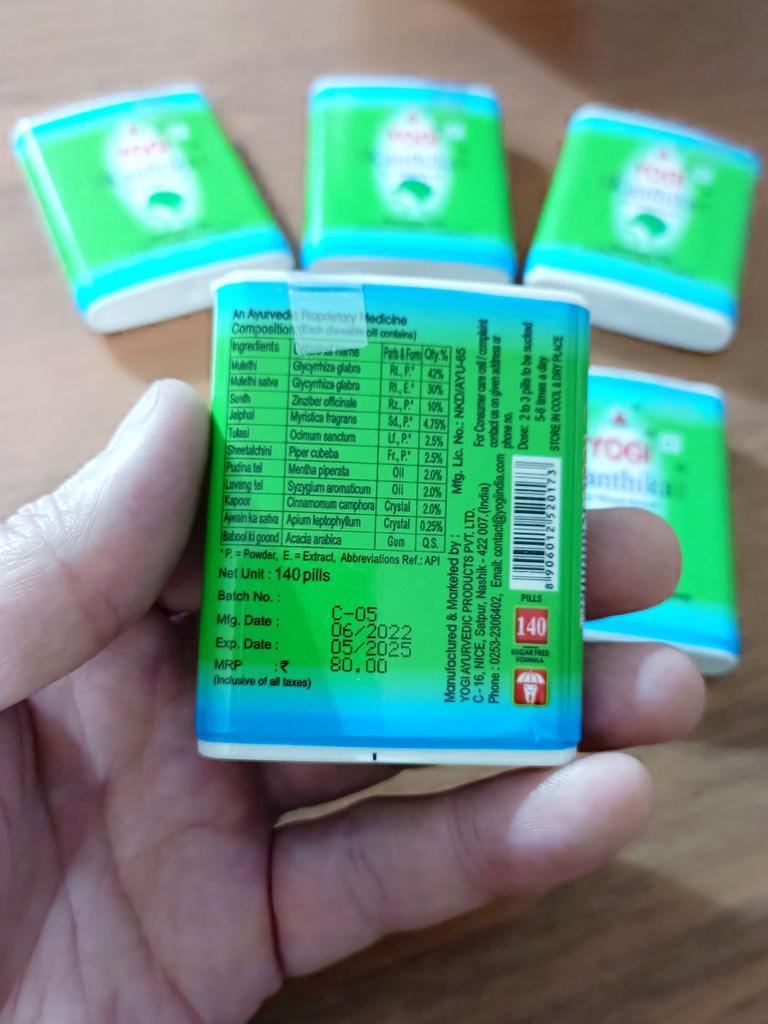 YOGI
YOGI
YOGI
YOGI
An Ayurvedic Proprietary Medicine
Composition: (Each chewable pill contains)
Ingredients Name Parts & Form Qty.%
Mulethi Glycyrrhiza glabra Rt., P.* 42%
Mulethi satva Glycyrrhiza glabra Rt., E.* 30%
Sunth Zinziber officinale Rz., P.* 10%
Jaiphal Myristica fragrans Sd., P.* 4.75%
Tulasi Ocimum sanctum Lf., P.* 2.5%
Sheetalchini Piper cubeba Fr., P.* 2.5%
Pudina tel Mentha piperata Oil 2.0%
Lavang tel Syzygium aromaticum Oil 2.0%
Kapoor Cinnamomum camphora Crystal 2.0%
Ajwain ka satva Apium leptophyllum Crystal 0.25%
Babool ki goond Acacia arabica Gum Q.S.
* P. = Powder, E. = Extract, Abbreviations Ref.: API
Net Unit : 140 pills
Batch No. : C-05
Mfg. Date : 06/2022
Exp. Date : 05/2025
MRP :₹ 80.00
(Inclusive of all taxes)
Manufactured & Marketed by : Mfg. Lic. No.: NKD/AYU-65
YOGI AYURVEDIC PRODUCTS PVT. LTD.
C-16, NICE, Satpur, Nashik - 422 007, (India)
Phone : 0253-2306402, Email: contact@yogiindia.com
For Consumer care cell / complaint
contact us on given address or
phone no.
Dose: 2 to 3 pills to be sucked
5-6 times a day
STORE IN COOL & DRY PLACE
8 906012 520173
PILLS
140
SUGAR FREE
FORMULA